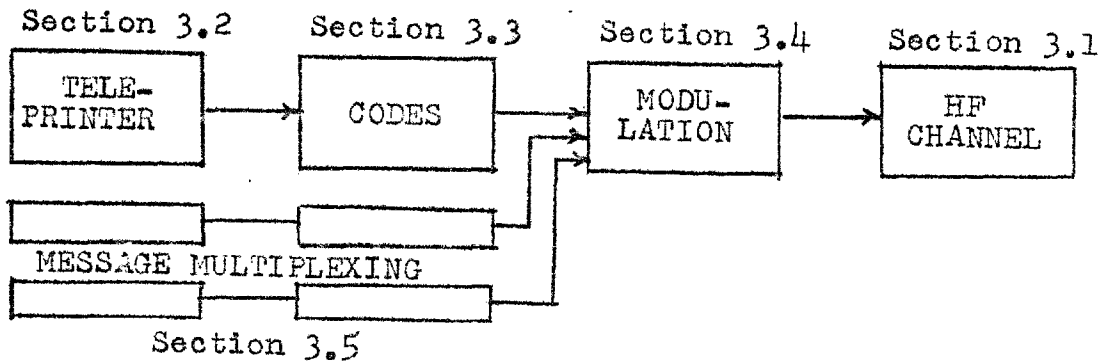 Section 3.2
Section 3.3
Section 3.4
Section 3.1
TELE-
PRINTER
CODES
MODU-
LATION
HF
CHANNEL
MESSAGE MULTIPLEXING
Section 3.5